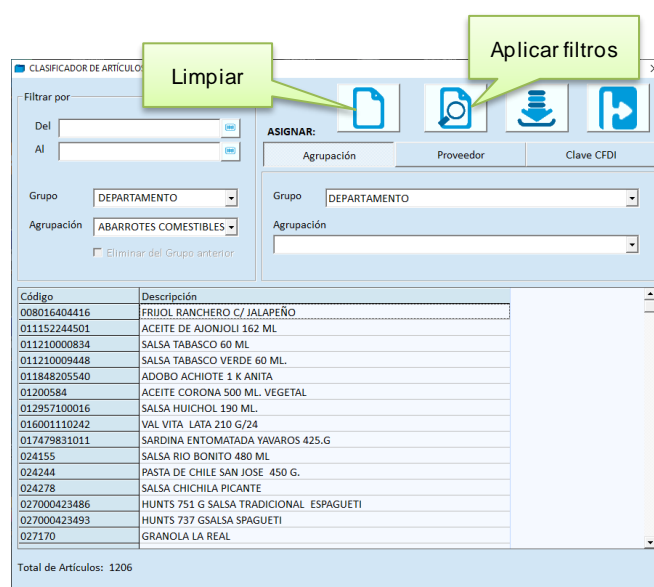 Aplicar filtros
Limpiar
CLASIFICADOR DE ARTÍCULO
Filtrar por
Del
Al
Grupo DEPARTAMENTO
Agrupación ABARROTES COMESTIBLES
Eliminar del Grupo anterior
ASIGNAR:
Agrupación Proveedor Clave CFDI
Grupo DEPARTAMENTO
Agrupación
Código Descripción
008016404416 FRIJOL RANCHERO C/ JALAPEÑO
011152244501 ACEITE DE AJONJOLI 162 ML
011210000834 SALSA TABASCO 60 ML
011210009448 SALSA TABASCO VERDE 60 ML.
011848205540 ADOBO ACHIOTE 1 K ANITA
01200584 ACEITE CORONA 500 ML. VEGETAL
012957100016 SALSA HUICHOL 190 ML.
016001110242 VAL VITA LATA 210 G/24
017479831011 SARDINA ENTOMATADA YAVAROS 425.G
024155 SALSA RIO BONITO 480 ML
024244 PASTA DE CHILE SAN JOSE 450 G.
024278 SALSA CHICHILA PICANTE
027000423486 HUNTS 751 G SALSA TRADICIONAL ESPAGUETI
027000423493 HUNTS 737 GSALSA SPAGUETI
027170 GRANOLA LA REAL
Total de Artículos: 1206